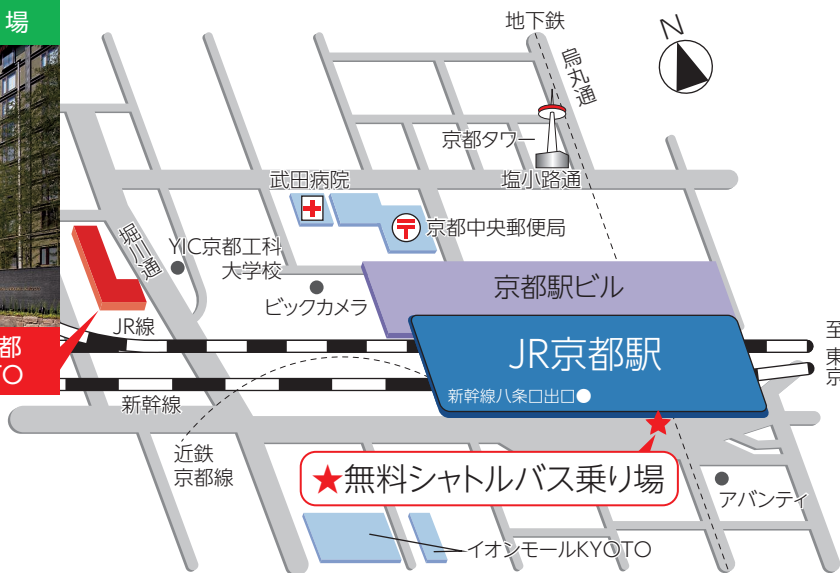 場
地下鉄
N
烏丸通
京都タワー
武田病院
塩小路通
堀川通
YIC京都工科
大学校
京都中央郵便局
ビックカメラ
京都駅ビル
JR線
JR京都駅
至
東京
都
TO
新幹線
新幹線八条口出口●
近鉄
京都線
★無料シャトルバス乗り場
アバンティ
イオンモールKYOTO